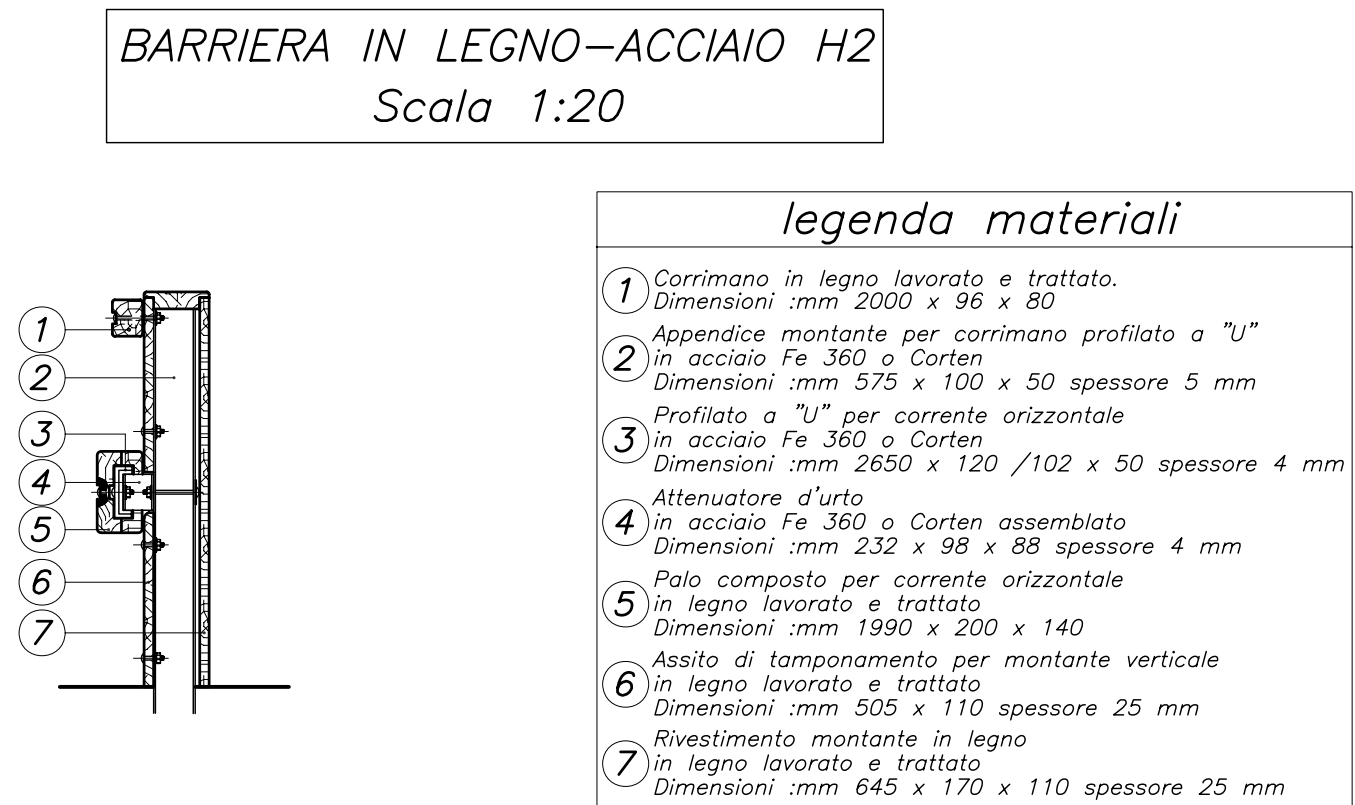 BARRIERA IN LEGNO-ACCIAIO H2
Scala 1:20
legenda materiali
1
2
3
4
5
6
7
1 Corrimano in legno lavorato e trattato.
Dimensioni :mm 2000 x 96 x 80
Appendice montante per corrimano profilato a "U"
2 in acciaio Fe 360 o Corten
Dimensioni :mm 575 x 100 x 50 spessore 5 mm
Profilato a "U" per corrente orizzontale
3 in acciaio Fe 360 o Corten
Dimensioni :mm 2650 x 120 /102 x 50 spessore 4 mm
Attenuatore d'urto
4 in acciaio Fe 360 o Corten assemblato
Dimensioni :mm 232 x 98 x 88 spessore 4 mm
Palo composto per corrente orizzontale
5 in legno lavorato e trattato
Dimensioni :mm 1990 x 200 x 140
Assito di tamponamento per montante verticale
6 in legno lavorato e trattato
Dimensioni :mm 505 x 110 spessore 25 mm
Rivestimento montante in legno
7 in legno lavorato e trattato
Dimensioni :mm 645 x 170 x 110 spessore 25 mm